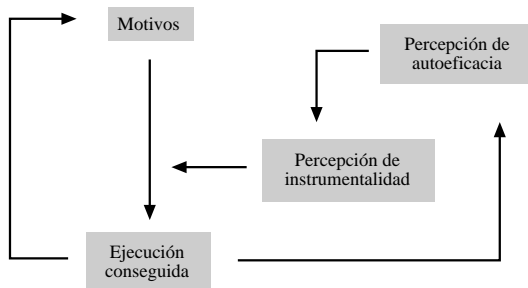 Motivos
Percepción de
autoeficacia
Percepción de
instrumentalidad
Ejecución
conseguida